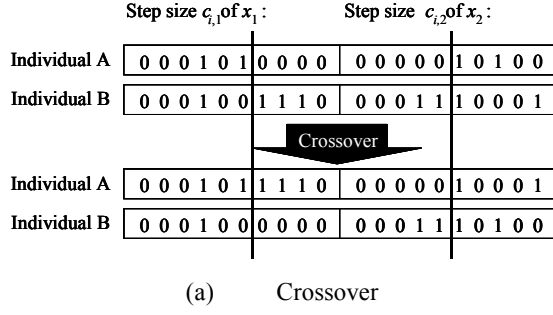 Step size c_{i,1} of x_1 : Step size c_{i,2} of x_2 :
Individual A 0 0 0 1 0 1 0 0 0 0 0 0 0 0 0 1 0 1 0 0
Individual B 0 0 0 1 0 0 1 1 1 0 0 0 0 1 1 1 0 0 0 1
Crossover
Individual A 0 0 0 1 0 1 1 1 1 0 0 0 0 0 0 1 0 0 0 1
Individual B 0 0 0 1 0 0 0 0 0 0 0 0 0 1 1 1 0 1 0 0
(a) Crossover